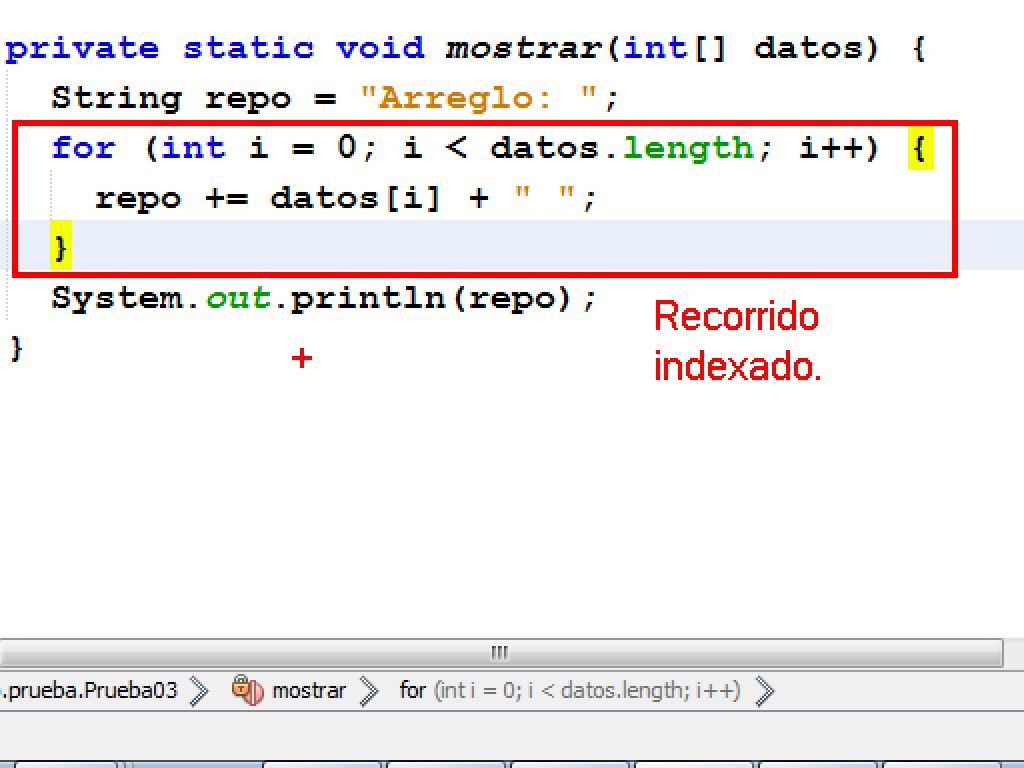 private static void mostrar(int[] datos) {
String repo = "Arreglo: ";
for (int i = 0; i < datos.length; i++) {
repo += datos[i] + " ";
}
System.out.println(repo);
}
Recorrido
indexado.
.prueba.Prueba03
mostrar
for (int i = 0; i < datos.length; i++)